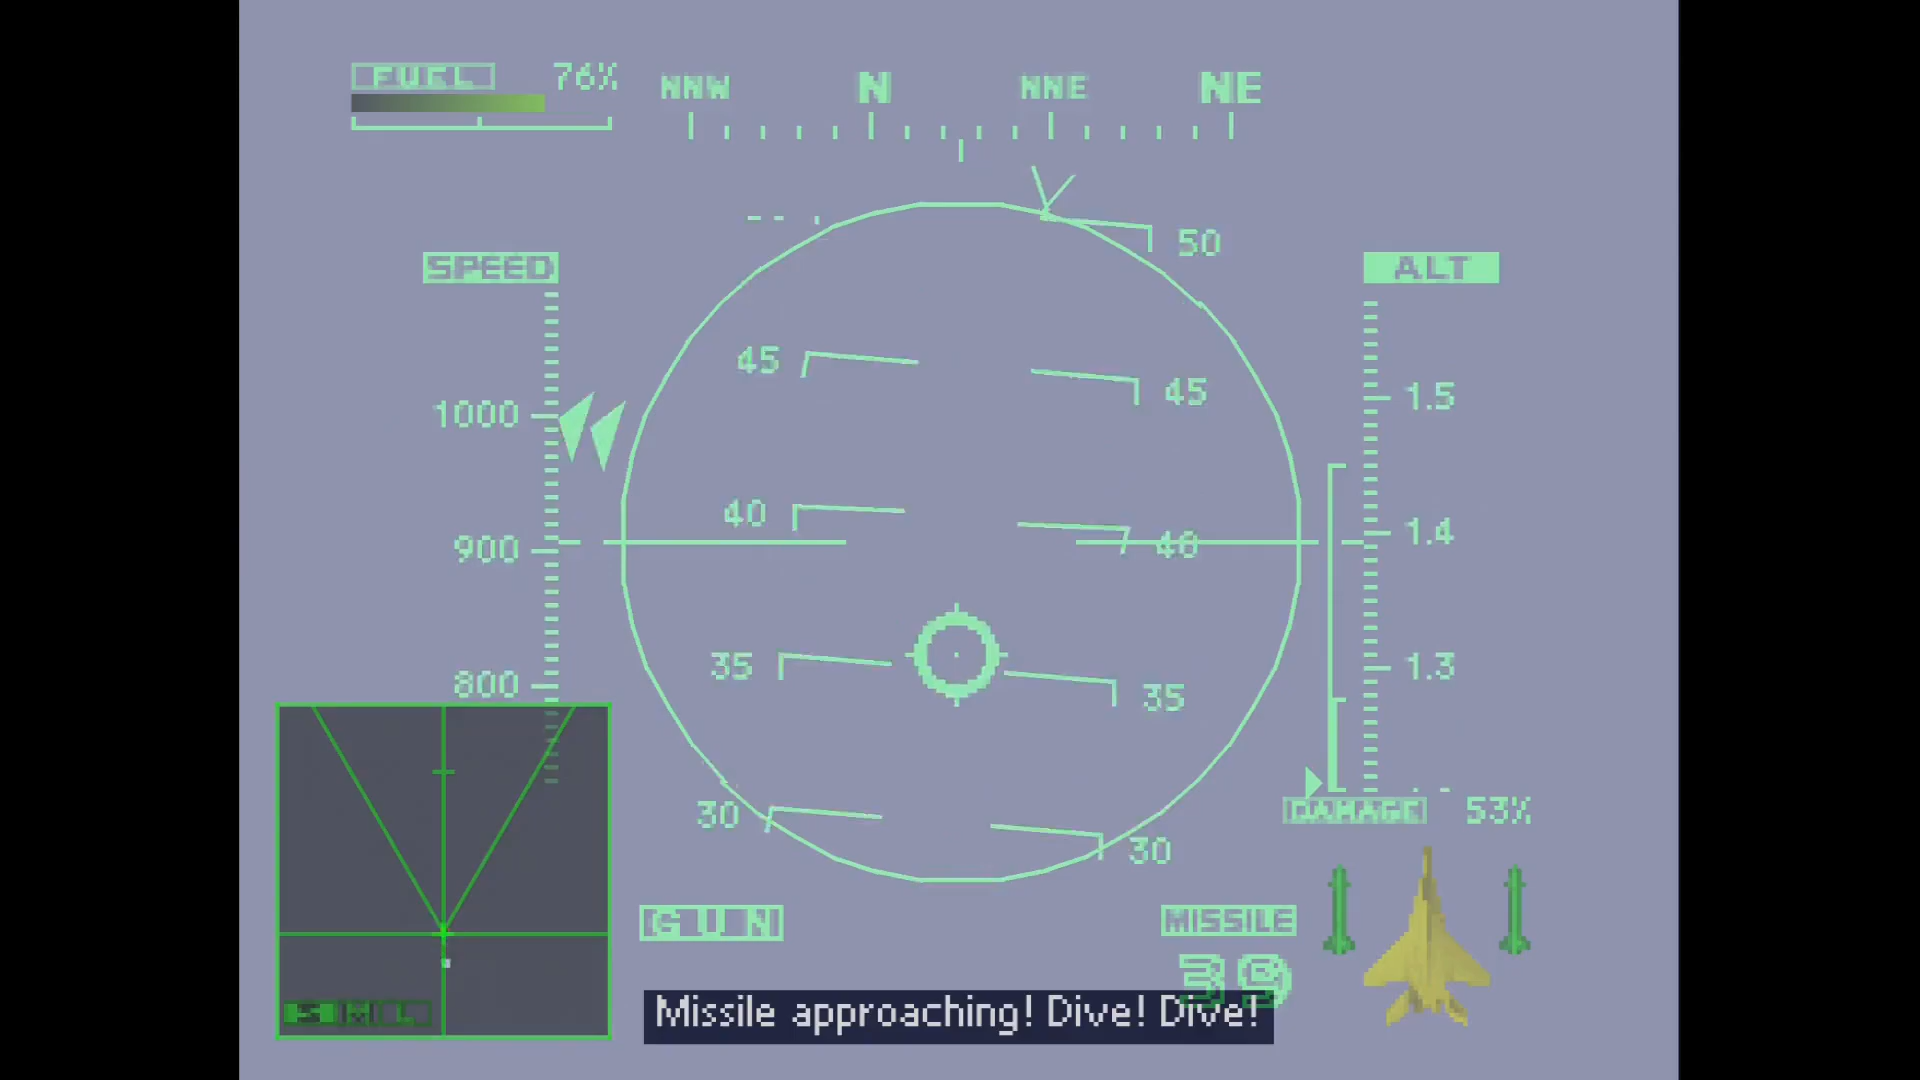 FUEL 76%
NNW N NNE NE
50
SPEED ALT
45 45
1000 1.5
40 40
900 1.4
35 35
800 1.3
30 30
DAMAGE 53%
GUN MISSILE
39
S M L
Missile approaching! Dive! Dive!